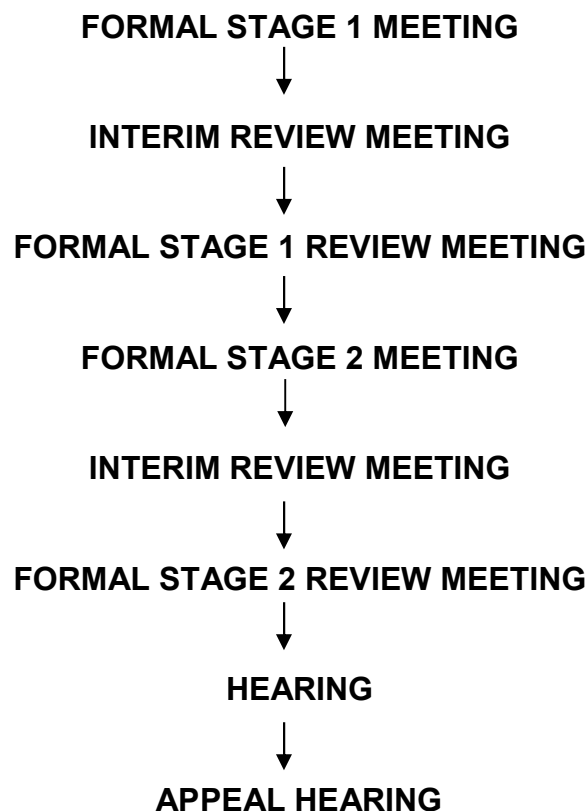 FORMAL STAGE 1 MEETING
INTERIM REVIEW MEETING
FORMAL STAGE 1 REVIEW MEETING
FORMAL STAGE 2 MEETING
INTERIM REVIEW MEETING
FORMAL STAGE 2 REVIEW MEETING
HEARING
APPEAL HEARING